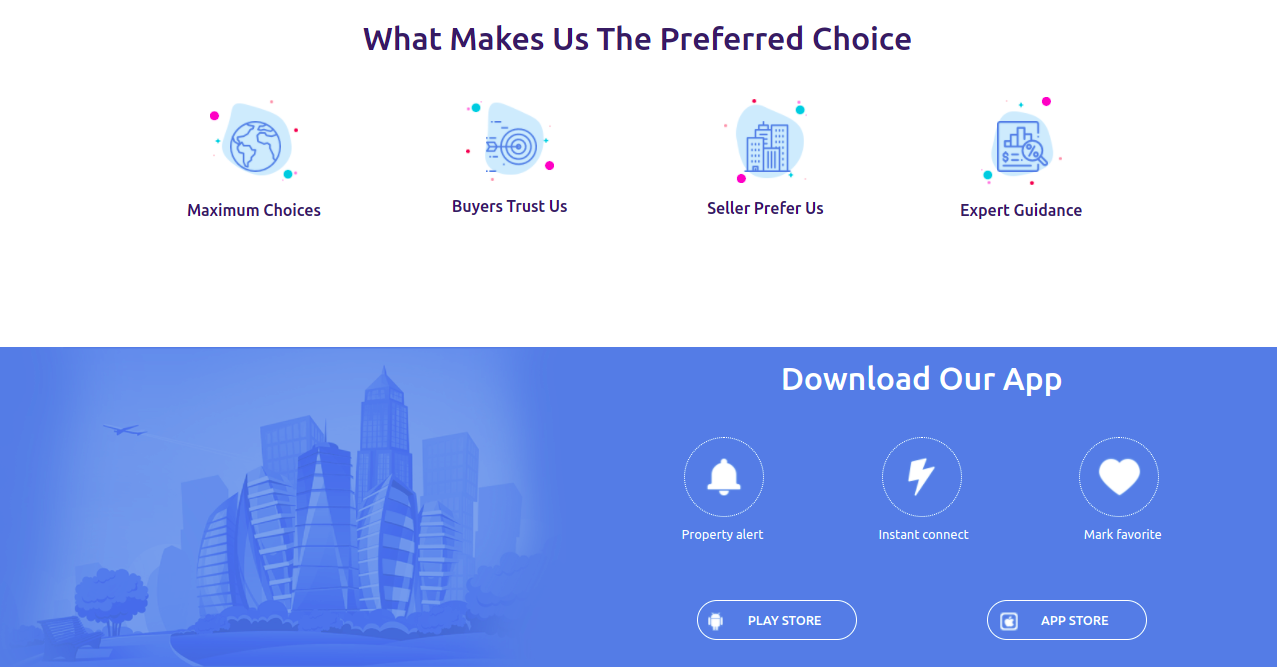 What Makes Us The Preferred Choice
Maximum Choices
Buyers Trust Us
Seller Prefer Us
Expert Guidance
Download Our App
Property alert
Instant connect
Mark favorite
PLAY STORE
APP STORE